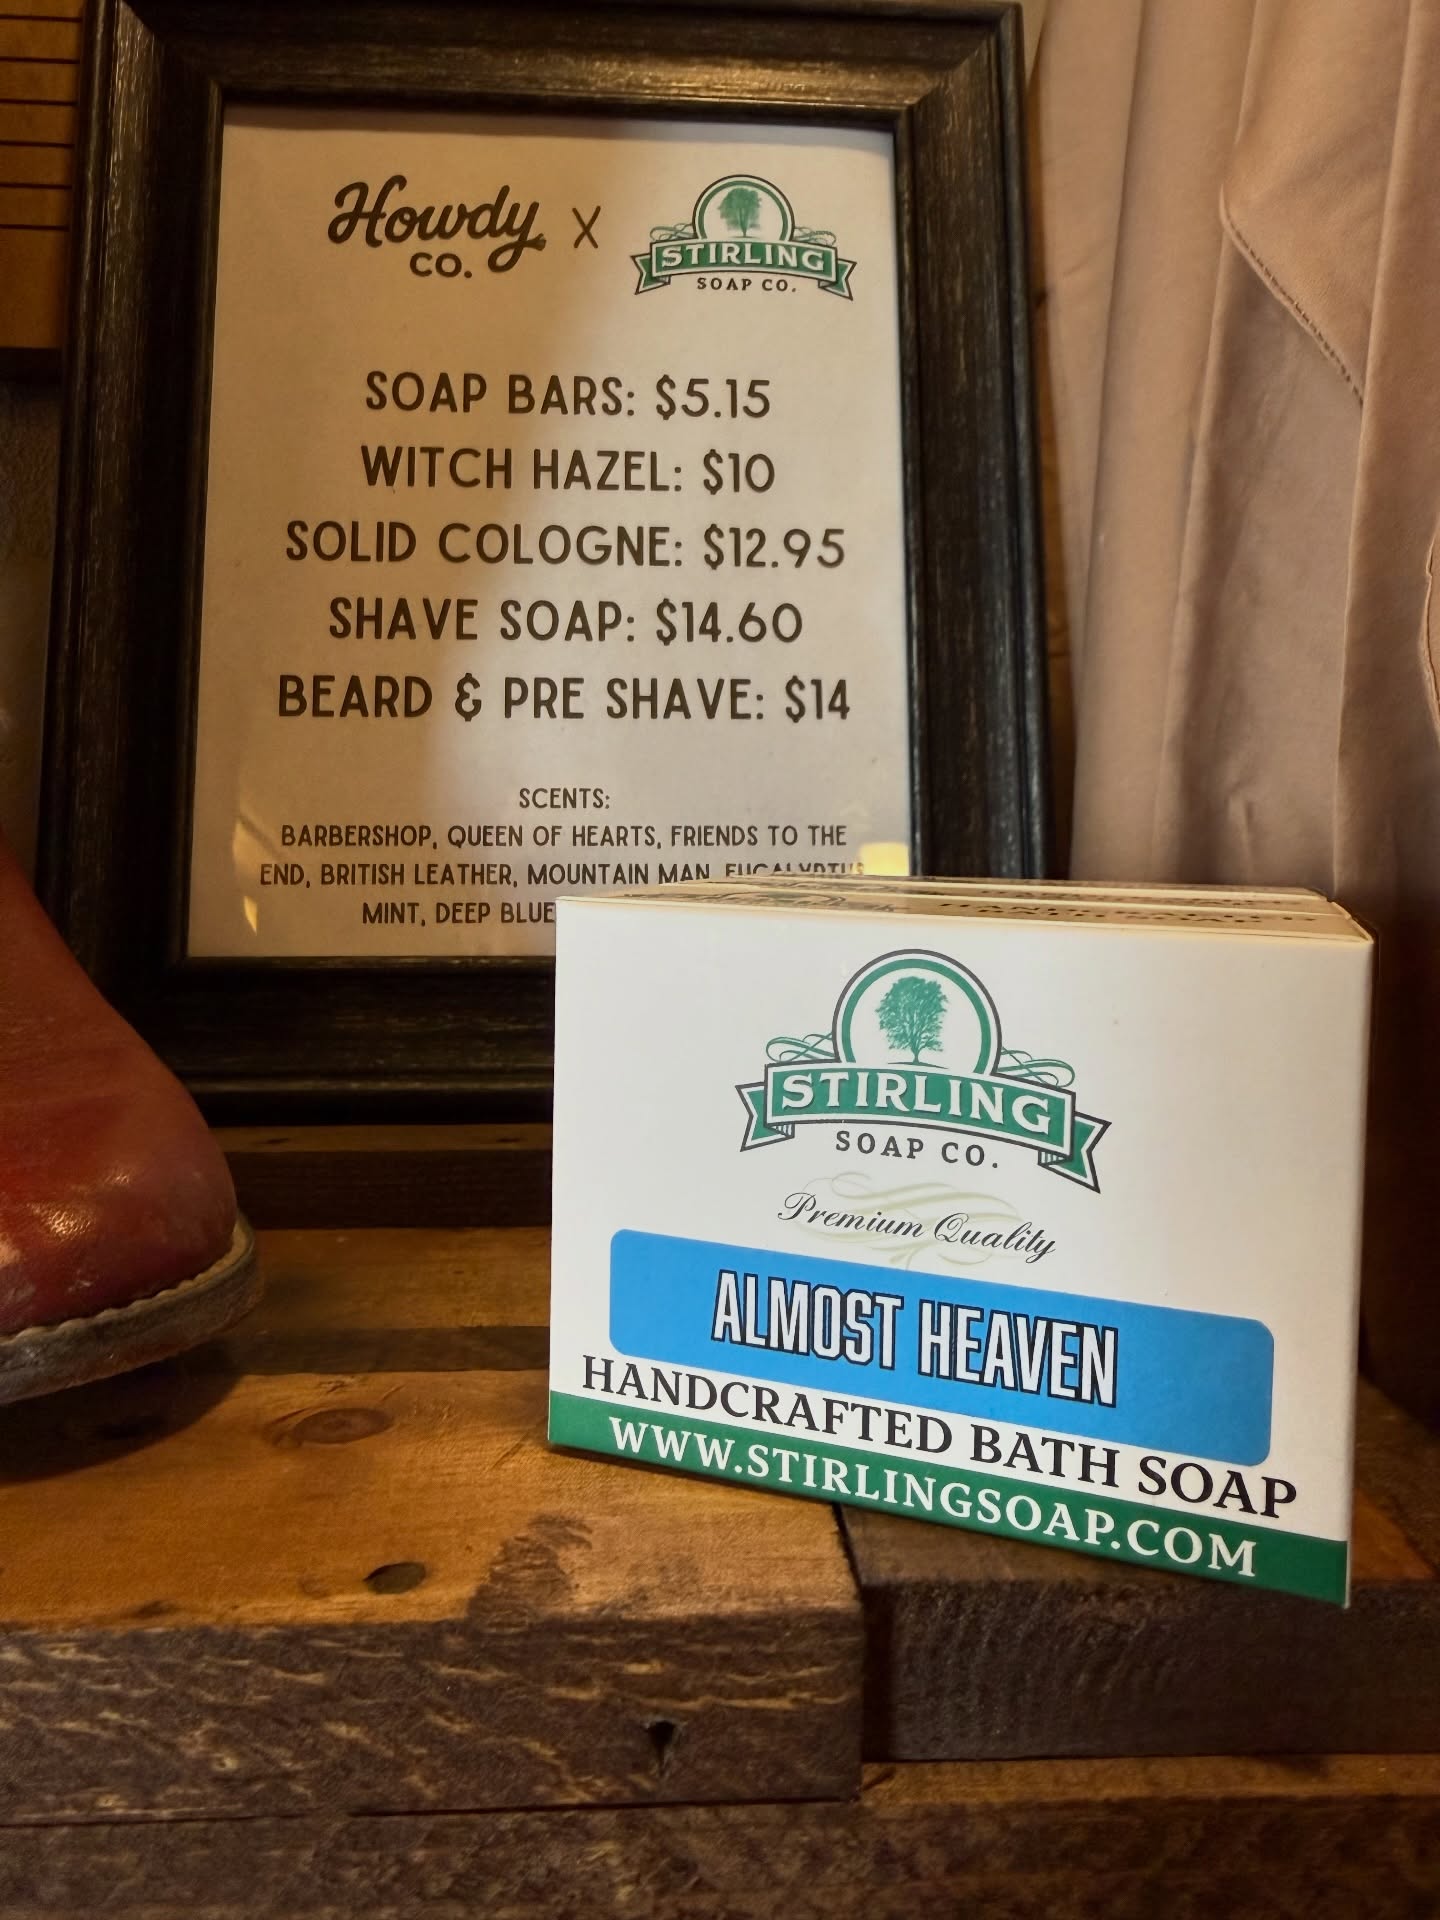 Howdy
CO.
X
STIRLING
SOAP CO.
SOAP BARS: $5.15
WITCH HAZEL: $10
SOLID COLOGNE: $12.95
SHAVE SOAP: $14.60
BEARD & PRE SHAVE: $14
SCENTS:
BARBERSHOP, QUEEN OF HEARTS, FRIENDS TO THE
END, BRITISH LEATHER, MOUNTAIN MAN, EUCALYPTUS
MINT, DEEP BLUE
STIRLING
SOAP CO.
Premium Quality
ALMOST HEAVEN
HANDCRAFTED BATH SOAP
WWW.STIRLINGSOAP.COM